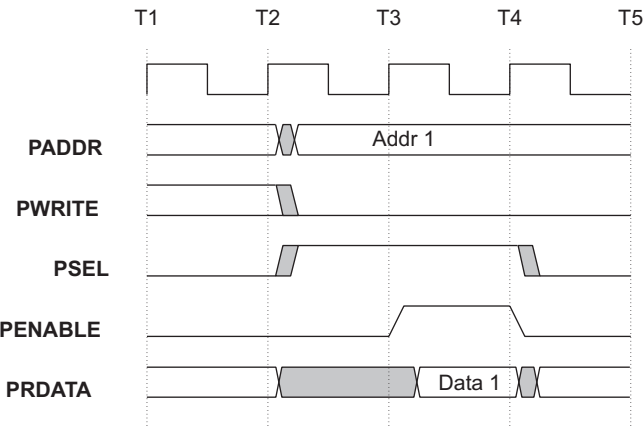 T1 T2 T3 T4 T5
PADDR Addr 1
PWRITE
PSEL
PENABLE
PRDATA Data 1